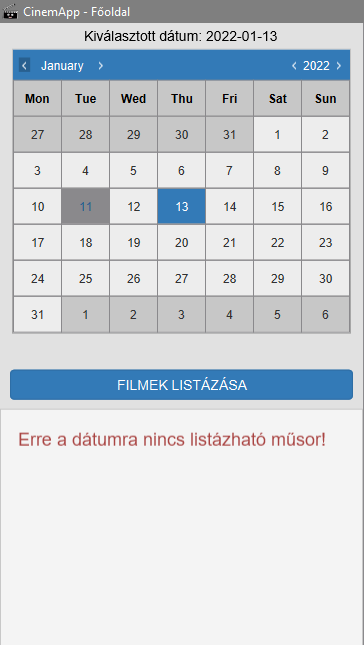 CinemApp - Főoldal
Kiválasztott dátum: 2022-01-13
‹ January › ‹ 2022 ›
Mon Tue Wed Thu Fri Sat Sun
27 28 29 30 31 1 2
3 4 5 6 7 8 9
10 11 12 13 14 15 16
17 18 19 20 21 22 23
24 25 26 27 28 29 30
31 1 2 3 4 5 6
FILMEK LISTÁZÁSA
Erre a dátumra nincs listázható műsor!